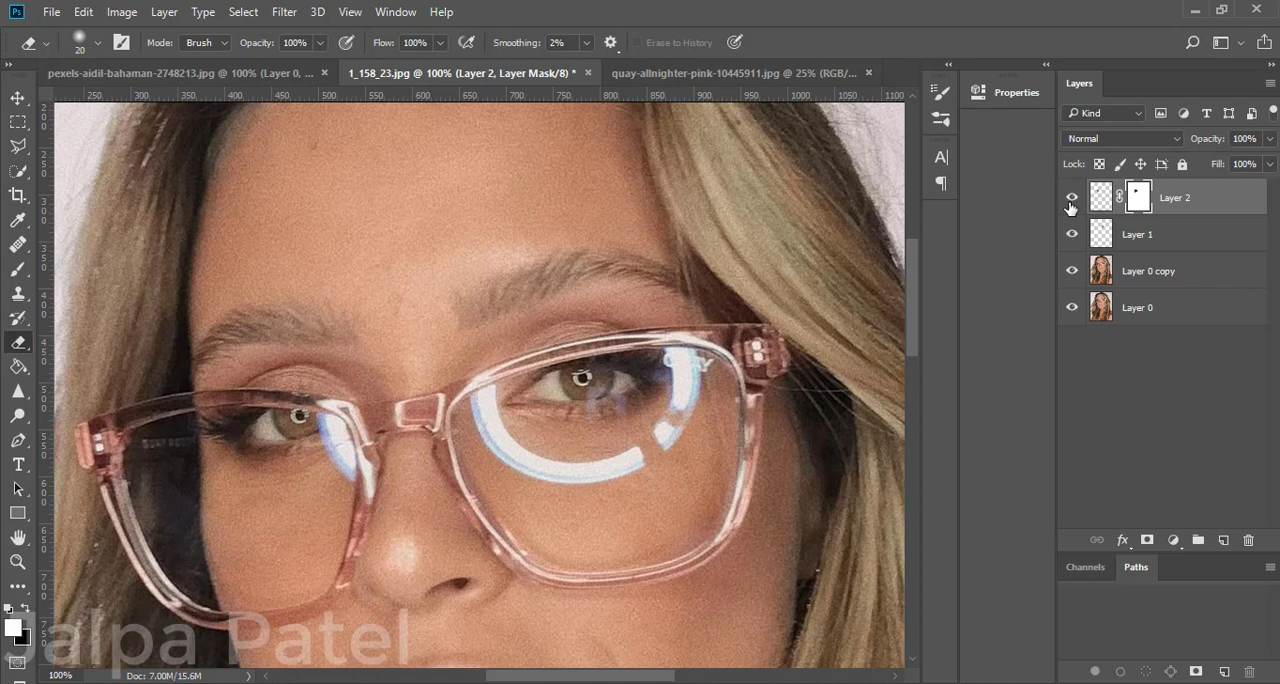 Ps File Edit Image Layer Type Select Filter 3D View Window Help
20 Mode: Brush Opacity: 100% Flow: 100% Smoothing: 2% Erase to History
pexels-aidil-bahaman-2748213.jpg @ 100% (Layer 0, ... × 1_158_23.jpg @ 100% (Layer 2, Layer Mask/8) * × quay-allnighter-pink-10445911.jpg @ 25% (RGB/... ×
250 300 350 400 450 500 550 600 650 700 750 800 850 900 950 1000 1050 1100
Properties
Layers
Kind
Normal Opacity: 100%
Lock: Fill: 100%
Layer 2
Layer 1
Layer 0 copy
Layer 0
fx
Channels Paths
Jalpa Patel
100% Doc: 7.00M/15.6M